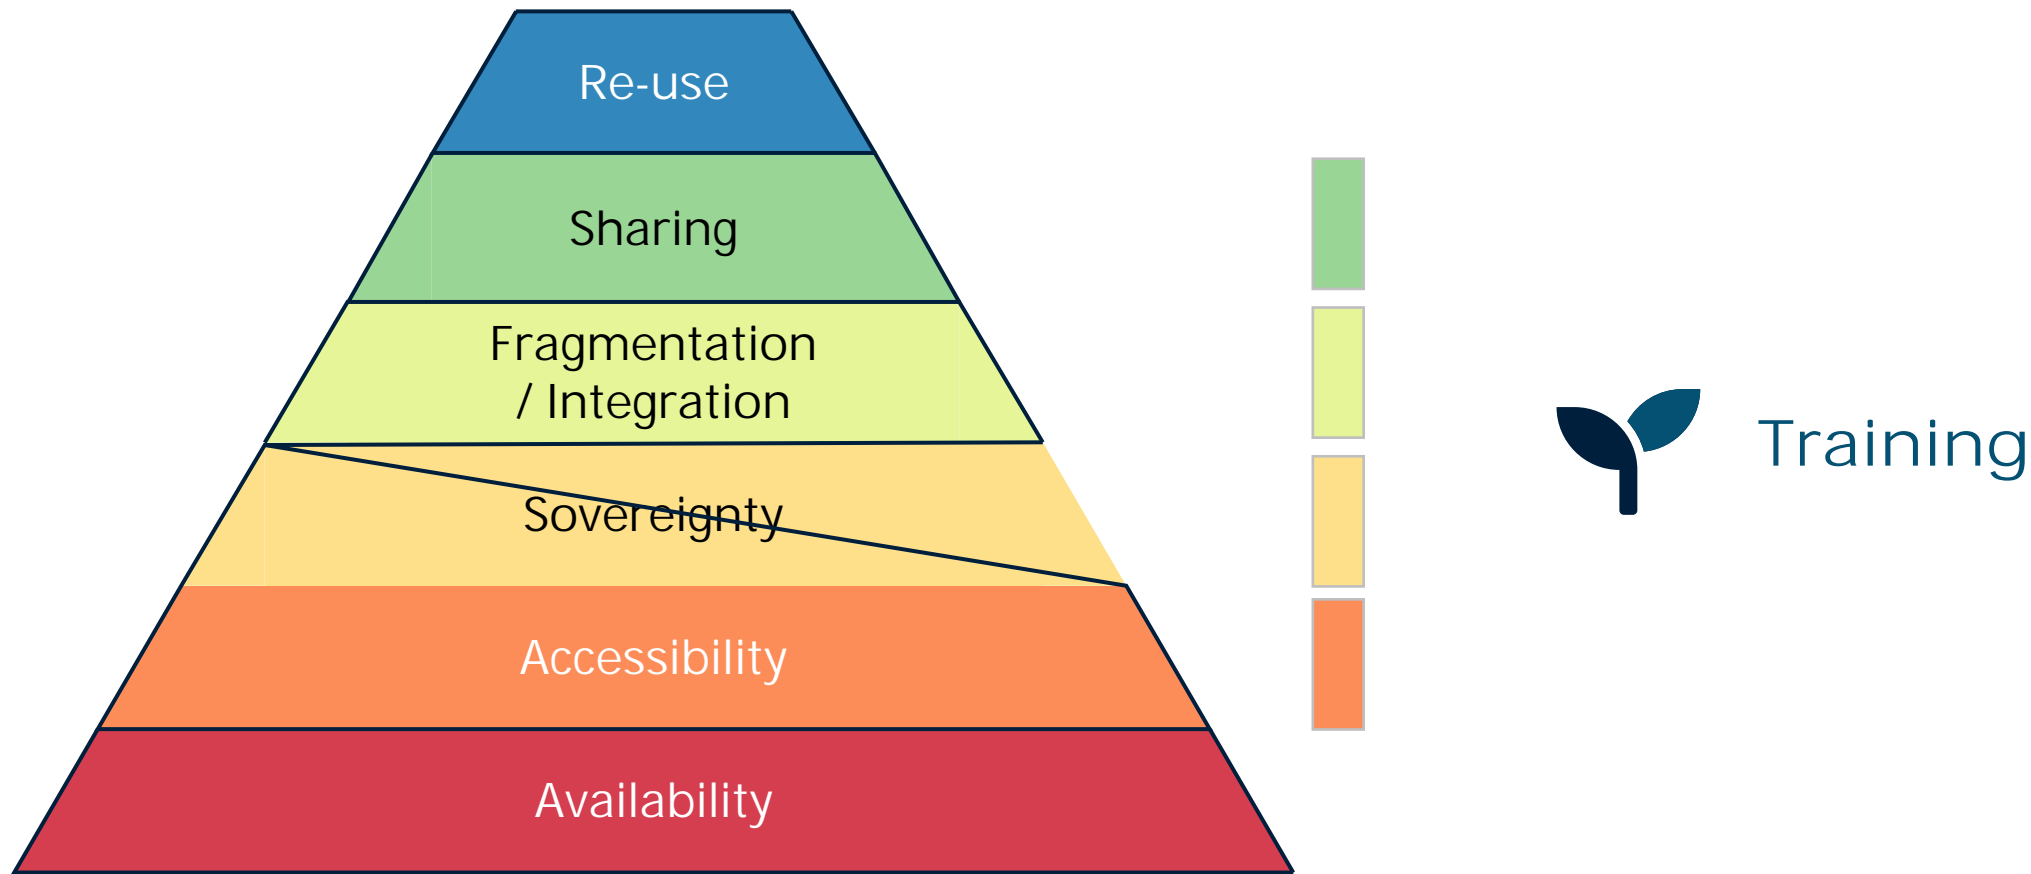 Re-use
Sharing
Fragmentation
/ Integration
Sovereignty
Accessibility
Availability
Training